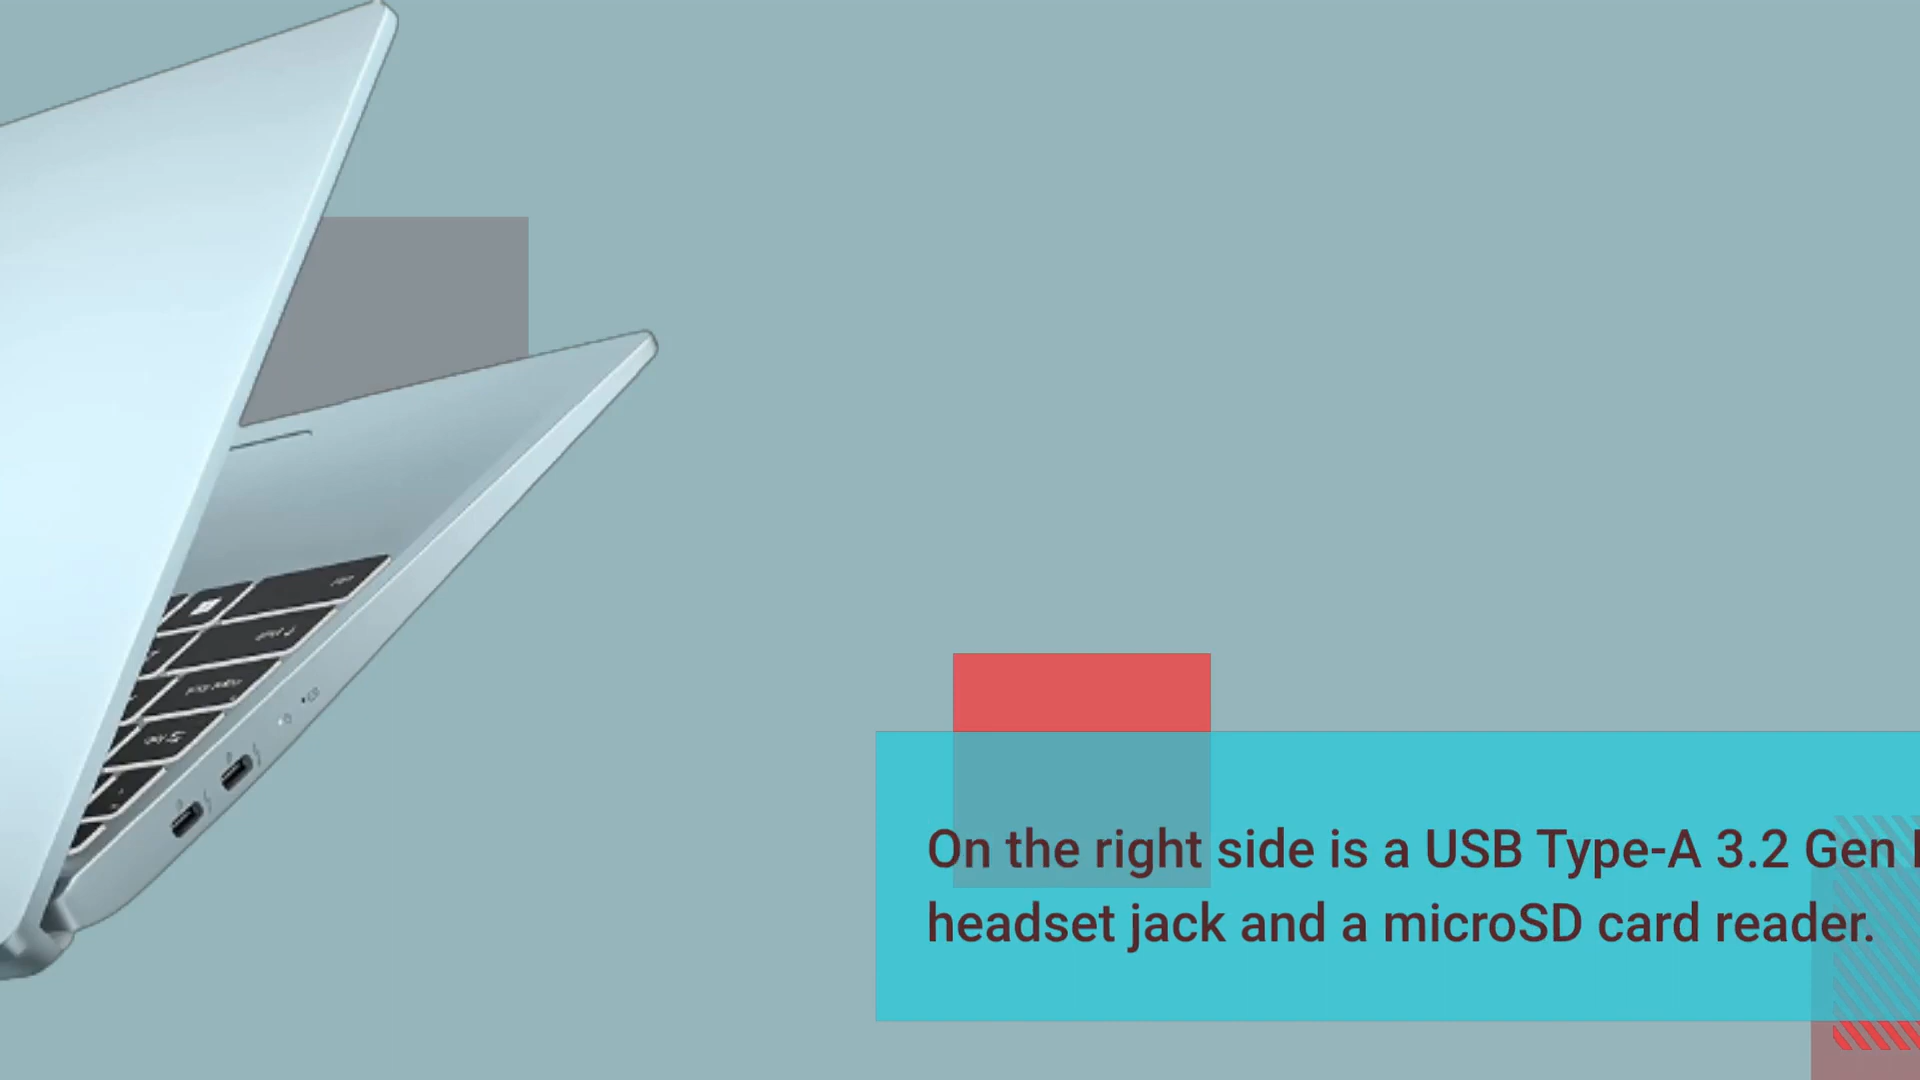 On the right side is a USB Type-A 3.2 Gen
headset jack and a microSD card reader.